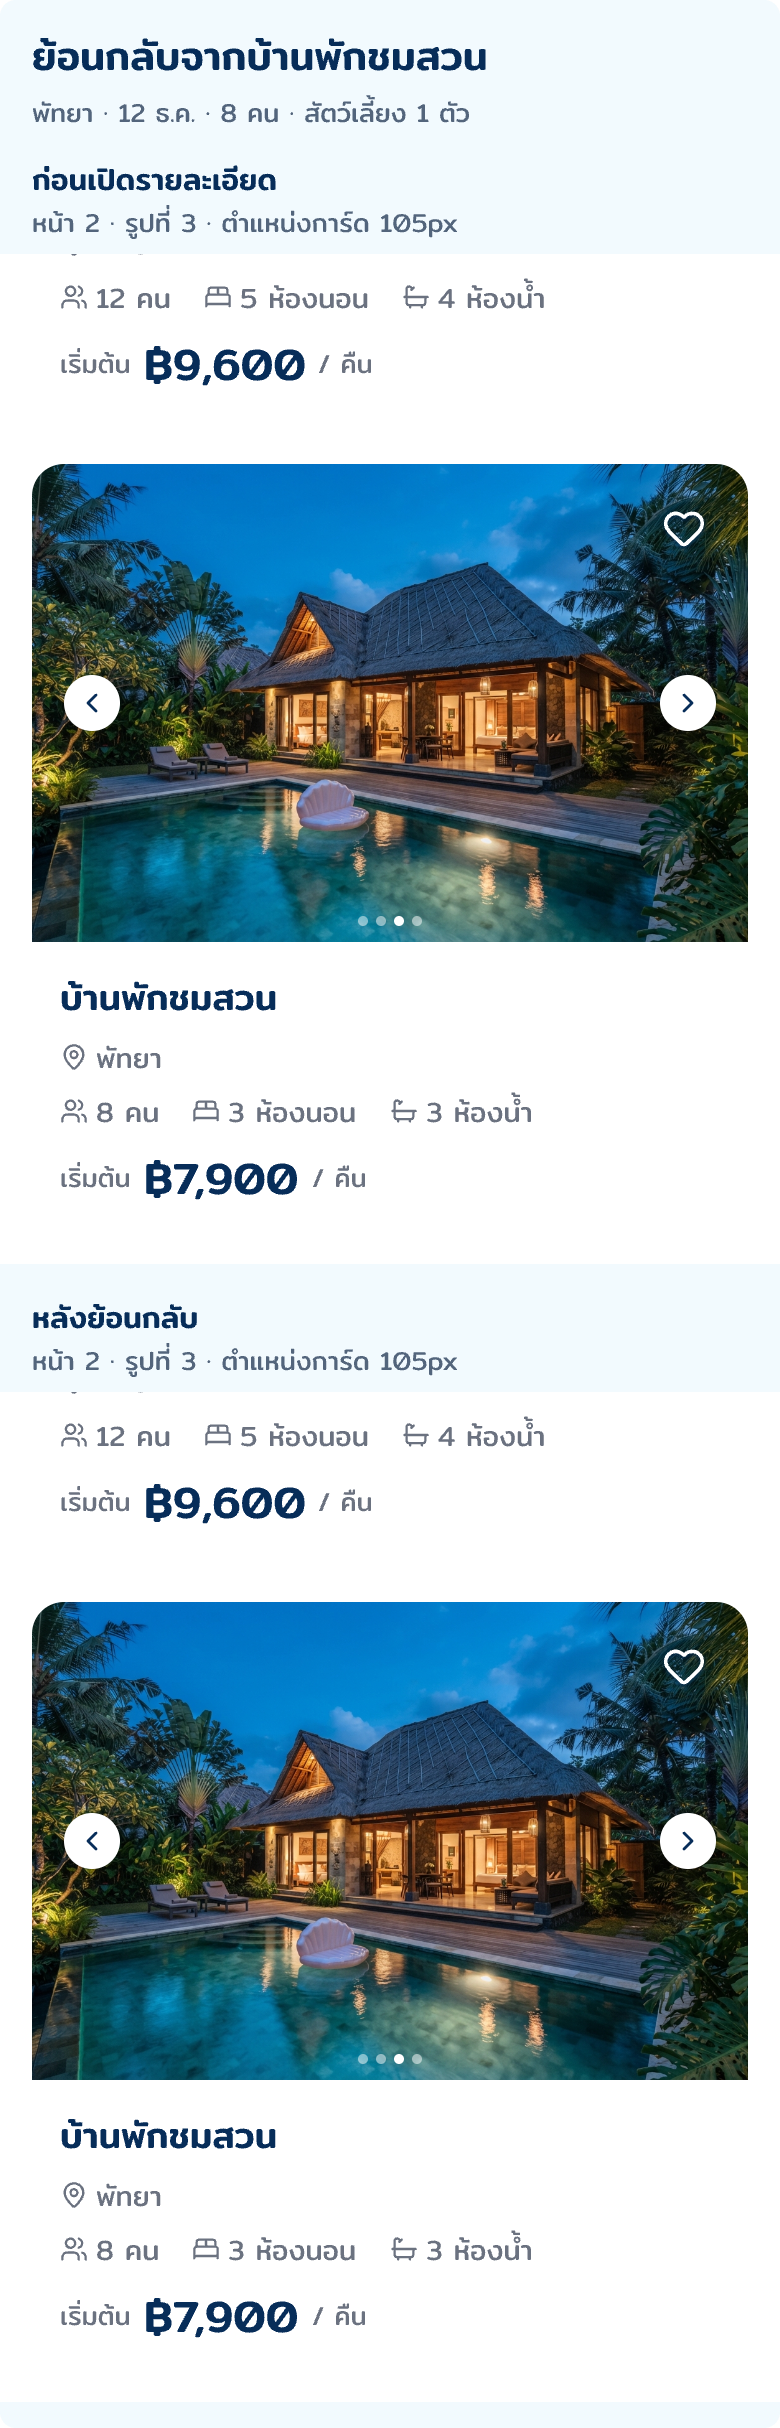 ย้อนกลับจากบ้านพักชมสวน
พัทยา · 12 ธ.ค. · 8 คน · สัตว์เลี้ยง 1 ตัว
ก่อนเปิดรายละเอียด
หน้า 2 · รูปที่ 3 · ตำแหน่งการ์ด 105px
12 คน 5 ห้องนอน 4 ห้องน้ำ
เริ่มต้น ฿9,600 / คืน
บ้านพักชมสวน
พัทยา
8 คน 3 ห้องนอน 3 ห้องน้ำ
เริ่มต้น ฿7,900 / คืน
หลังย้อนกลับ
หน้า 2 · รูปที่ 3 · ตำแหน่งการ์ด 105px
12 คน 5 ห้องนอน 4 ห้องน้ำ
เริ่มต้น ฿9,600 / คืน
บ้านพักชมสวน
พัทยา
8 คน 3 ห้องนอน 3 ห้องน้ำ
เริ่มต้น ฿7,900 / คืน